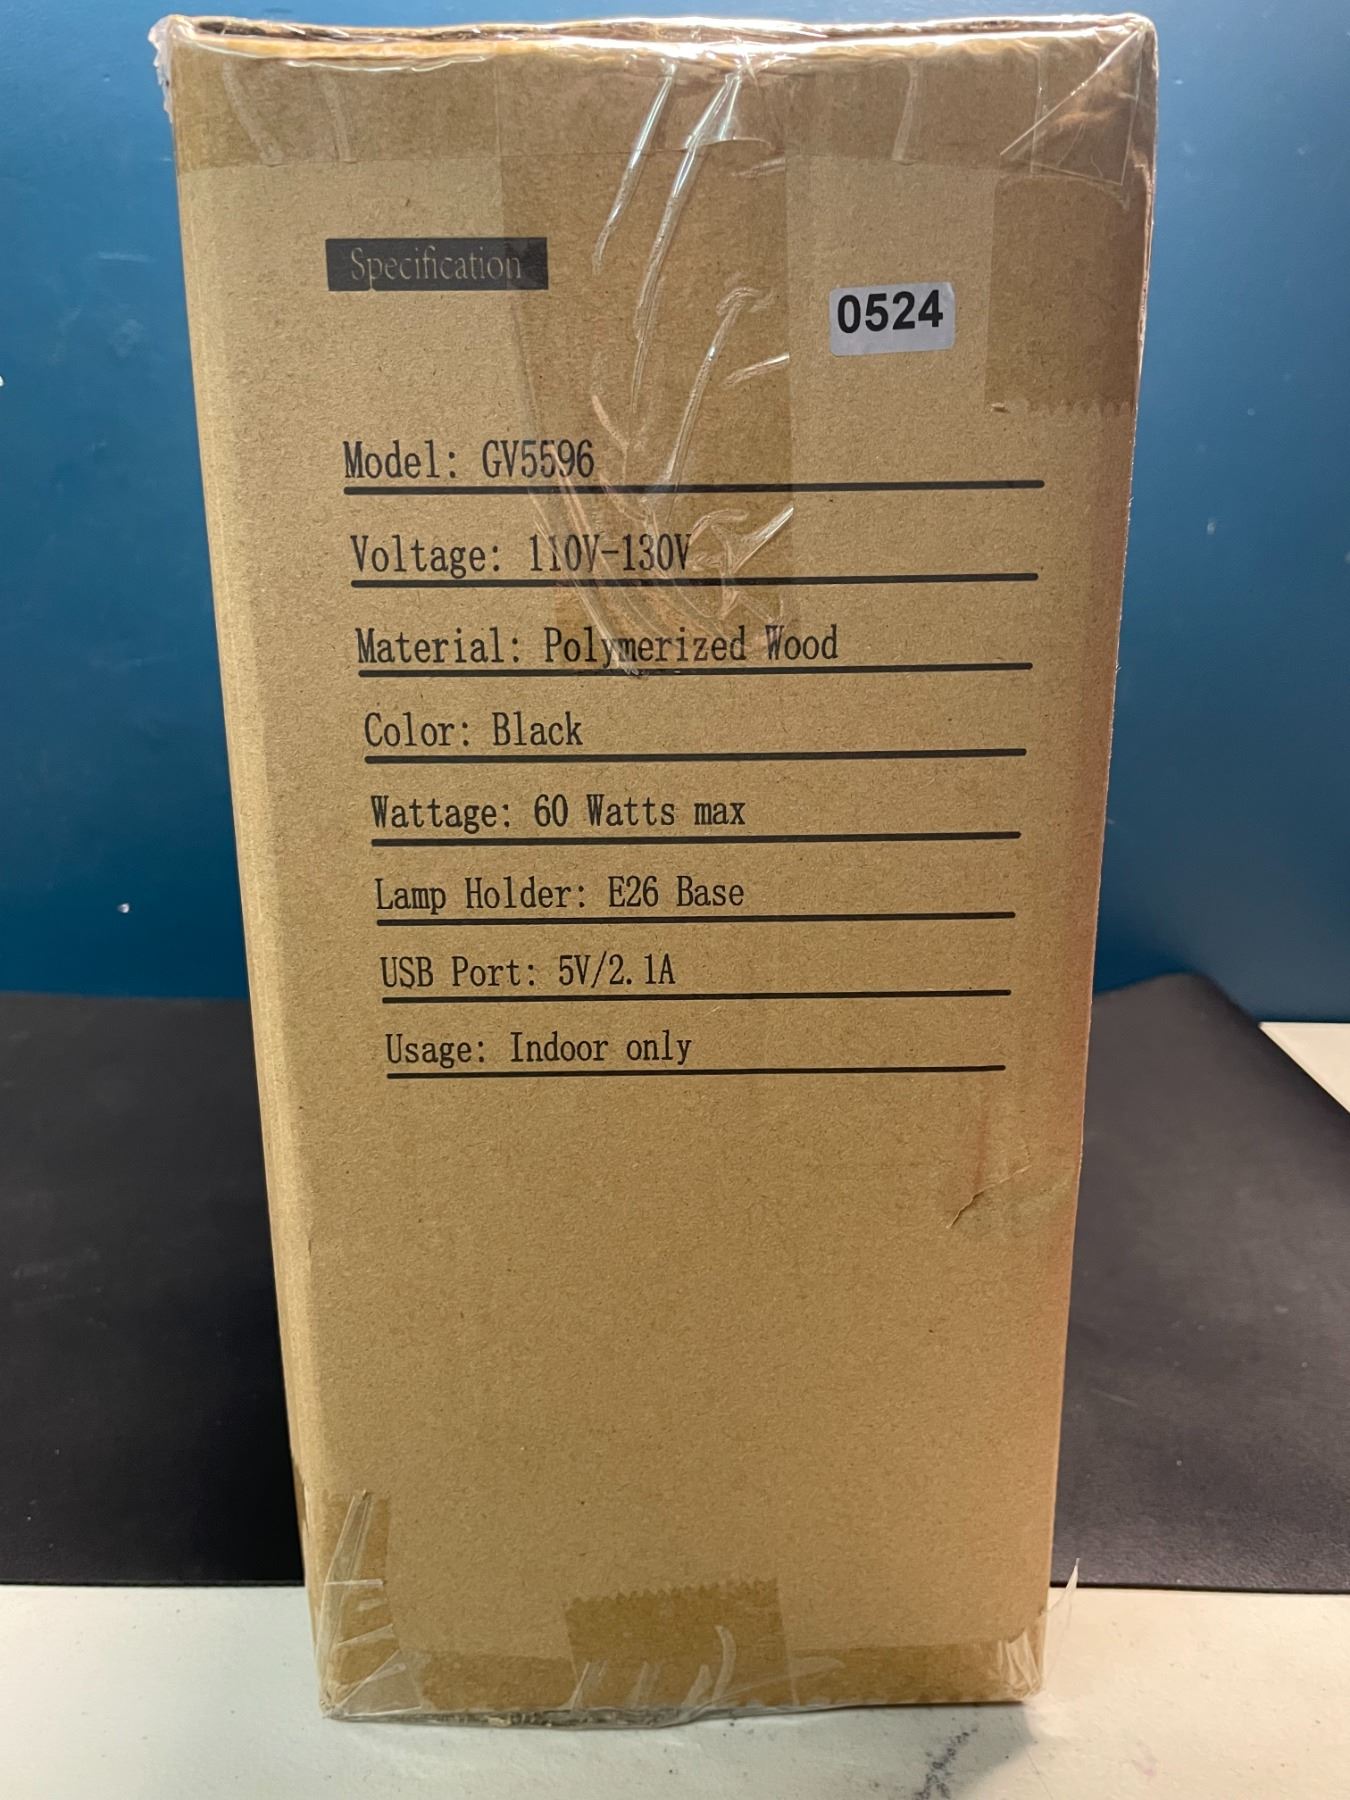 Specification
0524
Model: GV5596
Voltage: 110V-130V
Material: Polymerized Wood
Color: Black
Wattage: 60 Watts max
Lamp Holder: E26 Base
USB Port: 5V/2.1A
Usage: Indoor only